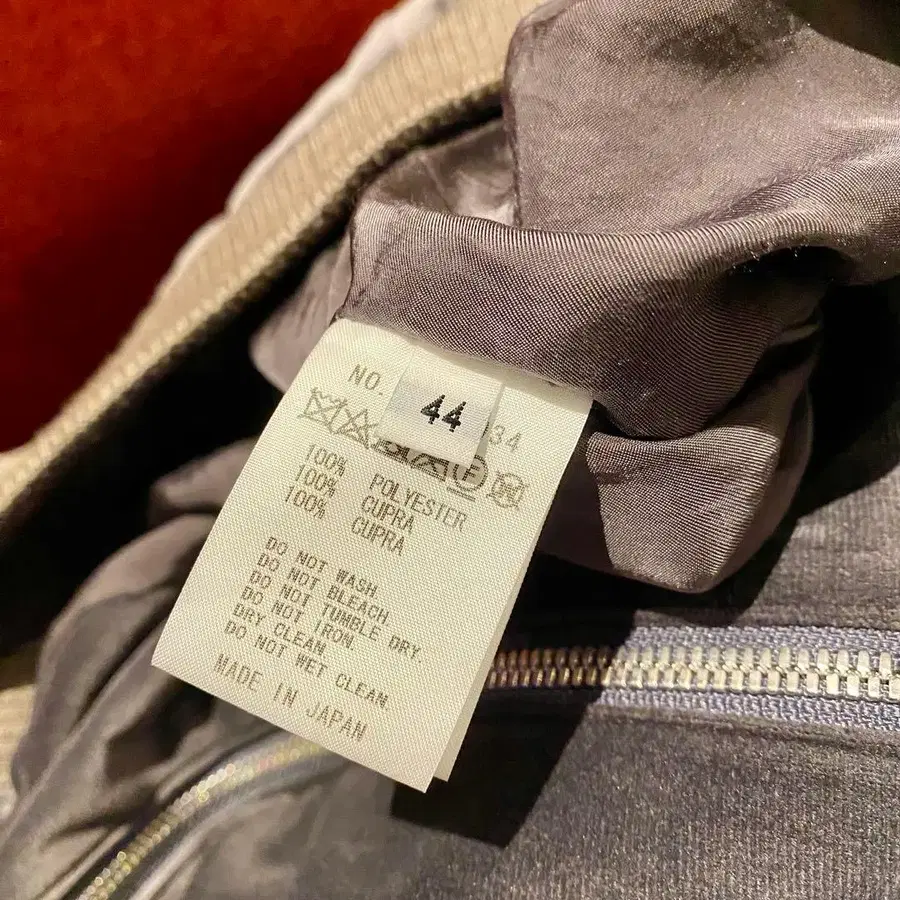 NO.
44
34
F
100% POLYESTER
100% CUPRA
100% CUPRA
DO NOT WASH
DO NOT BLEACH.
DO NOT TUMBLE DRY.
DO NOT IRON.
DRY CLEAN.
DO NOT WET CLEAN.
MADE IN JAPAN